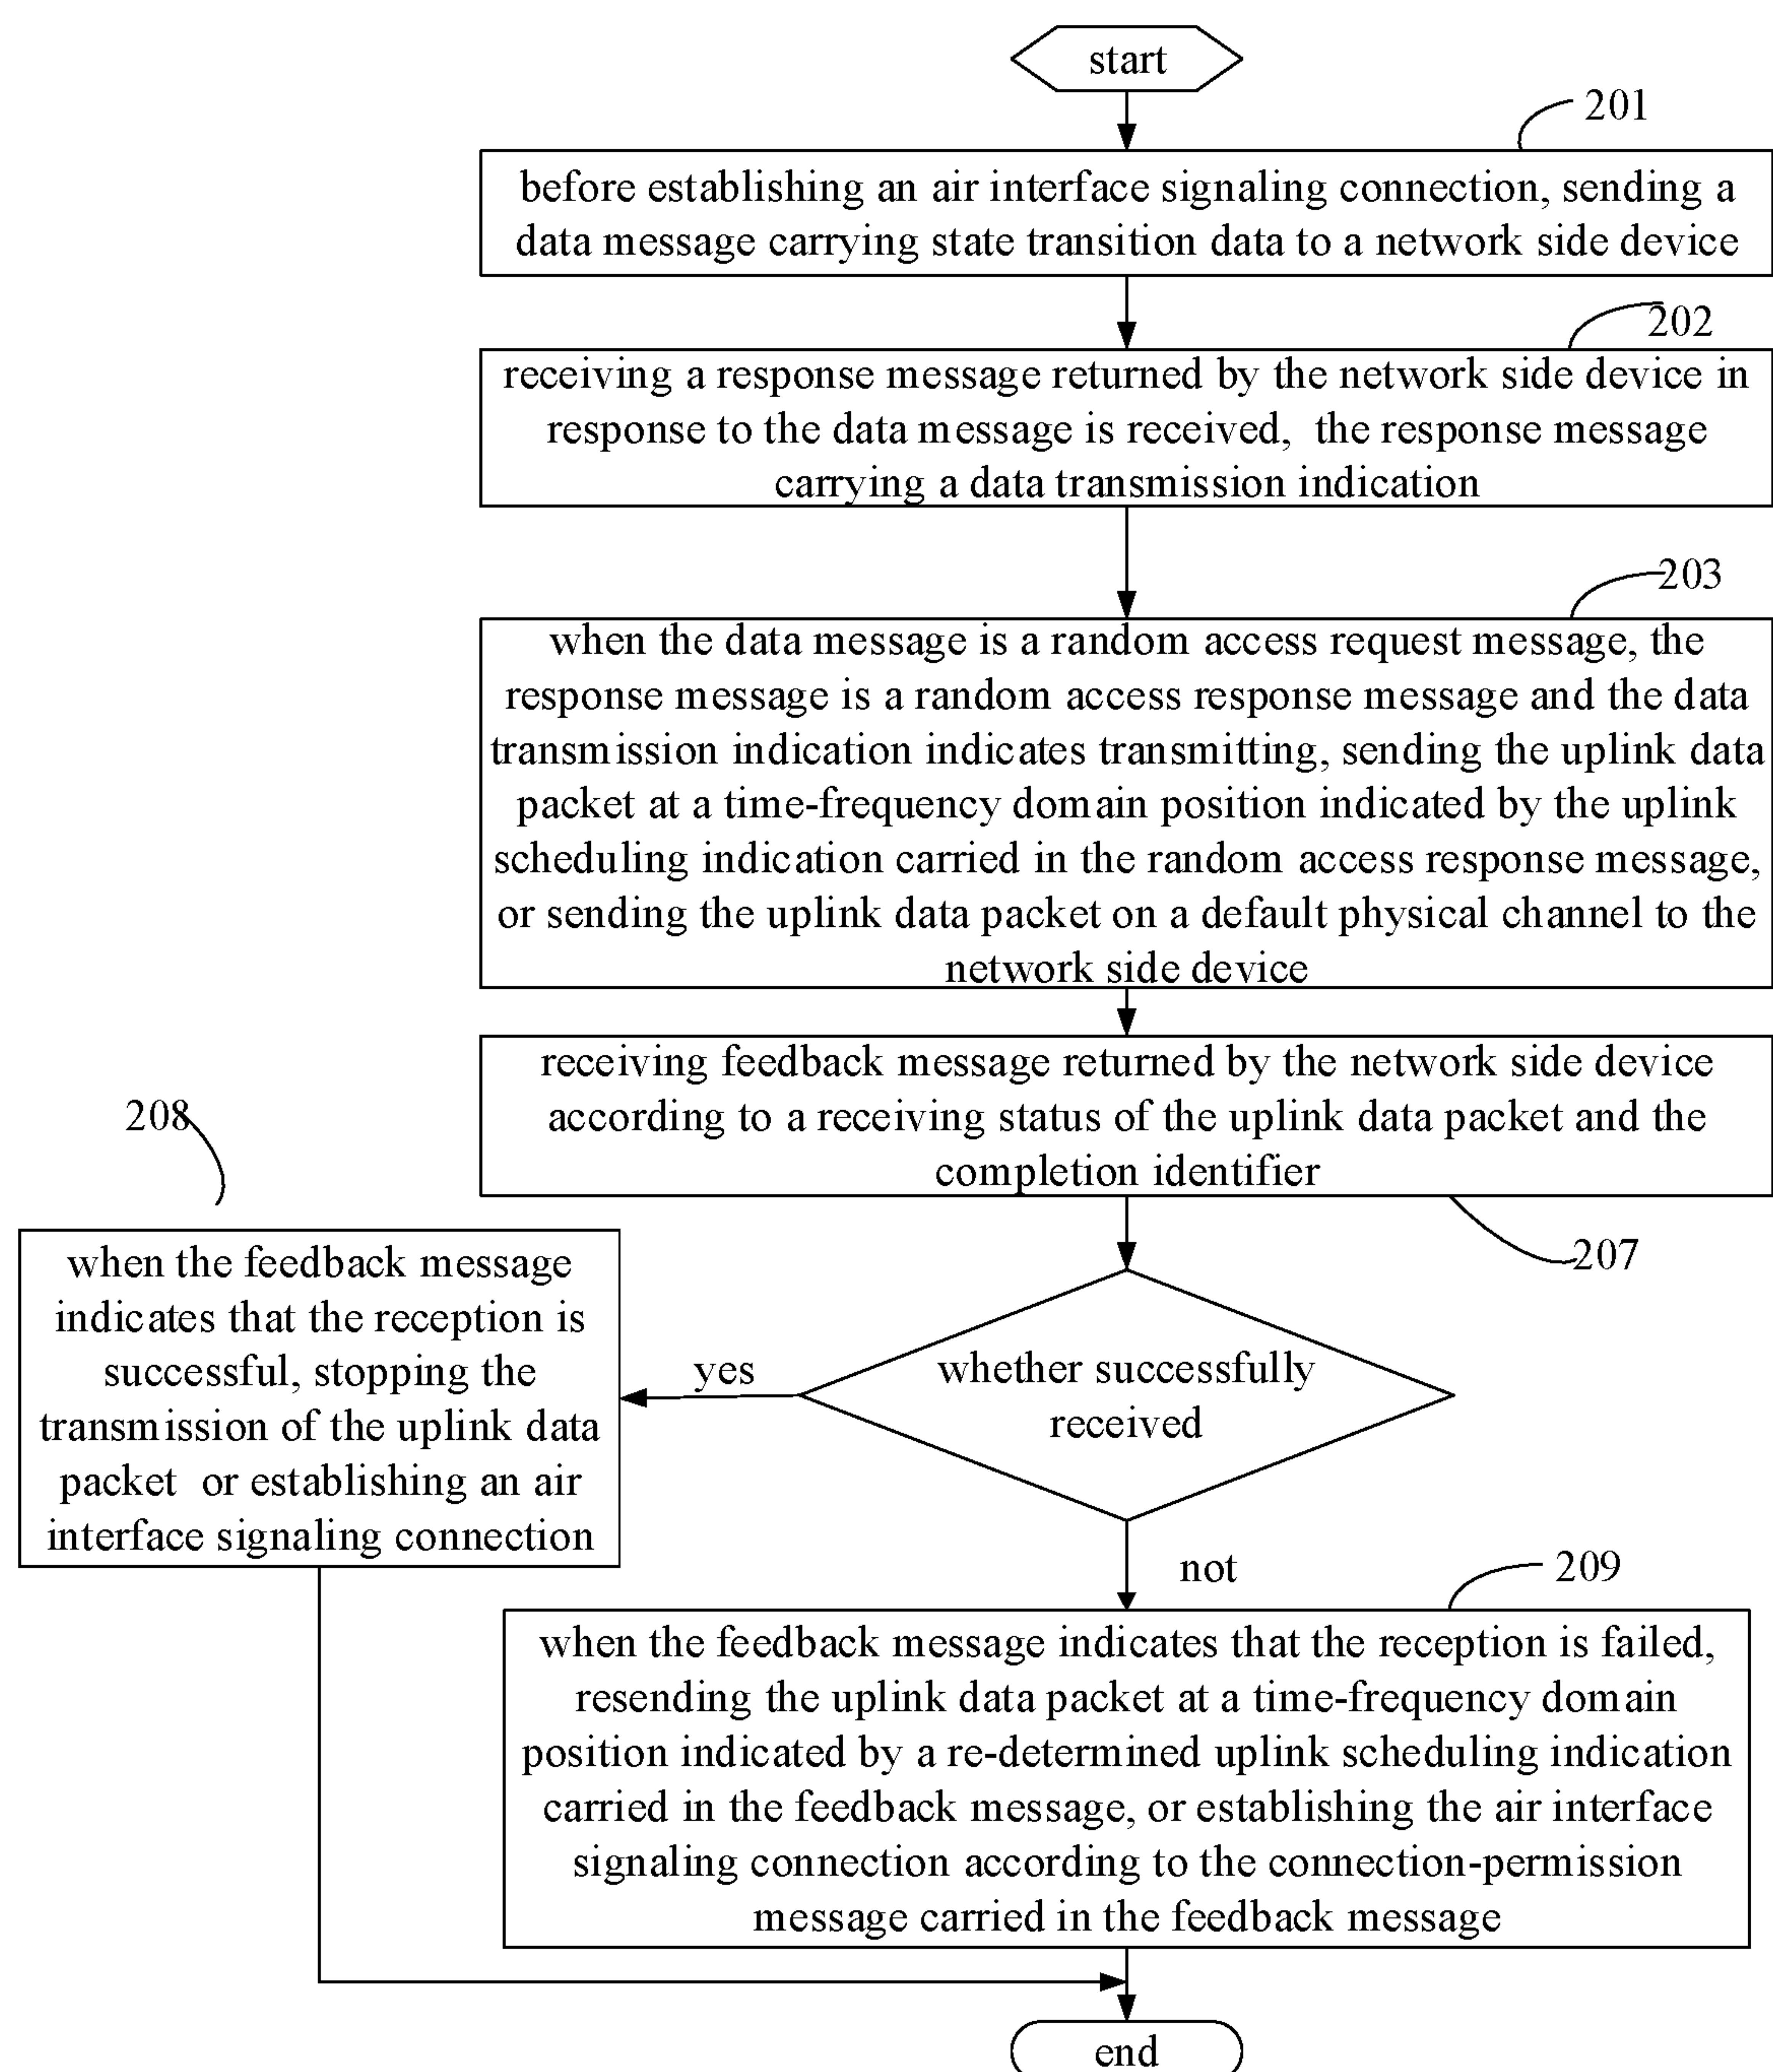 start
201
before establishing an air interface signaling connection, sending a
data message carrying state transition data to a network side device
202
receiving a response message returned by the network side device in
response to the data message is received, the response message
carrying a data transmission indication
203
when the data message is a random access request message, the
response message is a random access response message and the data
transmission indication indicates transmitting, sending the uplink data
packet at a time-frequency domain position indicated by the uplink
scheduling indication carried in the random access response message,
or sending the uplink data packet on a default physical channel to the
network side device
receiving feedback message returned by the network side device
according to a receiving status of the uplink data packet and the
completion identifier
207
208
when the feedback message
indicates that the reception is
successful, stopping the
transmission of the uplink data
packet or establishing an air
interface signaling connection
yes
whether successfully
received
not
209
when the feedback message indicates that the reception is failed,
resending the uplink data packet at a time-frequency domain
position indicated by a re-determined uplink scheduling indication
carried in the feedback message, or establishing the air interface
signaling connection according to the connection-permission
message carried in the feedback message
end